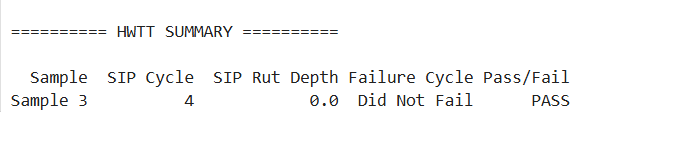 ========== HWTT SUMMARY ==========
Sample SIP Cycle SIP Rut Depth Failure Cycle Pass/Fail
Sample 3 4 0.0 Did Not Fail PASS